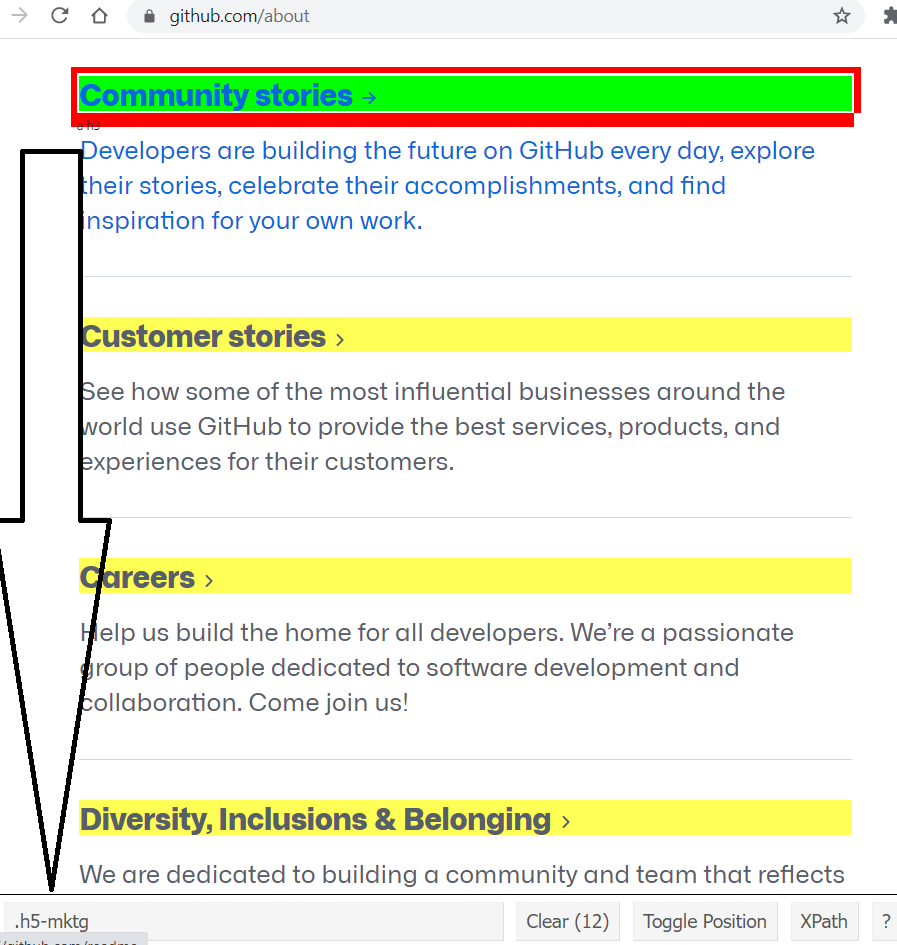 github.com/about
Community stories →
a h3
Developers are building the future on GitHub every day, explore
their stories, celebrate their accomplishments, and find
inspiration for your own work.
Customer stories ›
See how some of the most influential businesses around the
world use GitHub to provide the best services, products, and
experiences for their customers.
Careers ›
Help us build the home for all developers. We’re a passionate
group of people dedicated to software development and
collaboration. Come join us!
Diversity, Inclusions & Belonging ›
We are dedicated to building a community and team that reflects
.h5-mktg
Clear (12)
Toggle Position
XPath
?